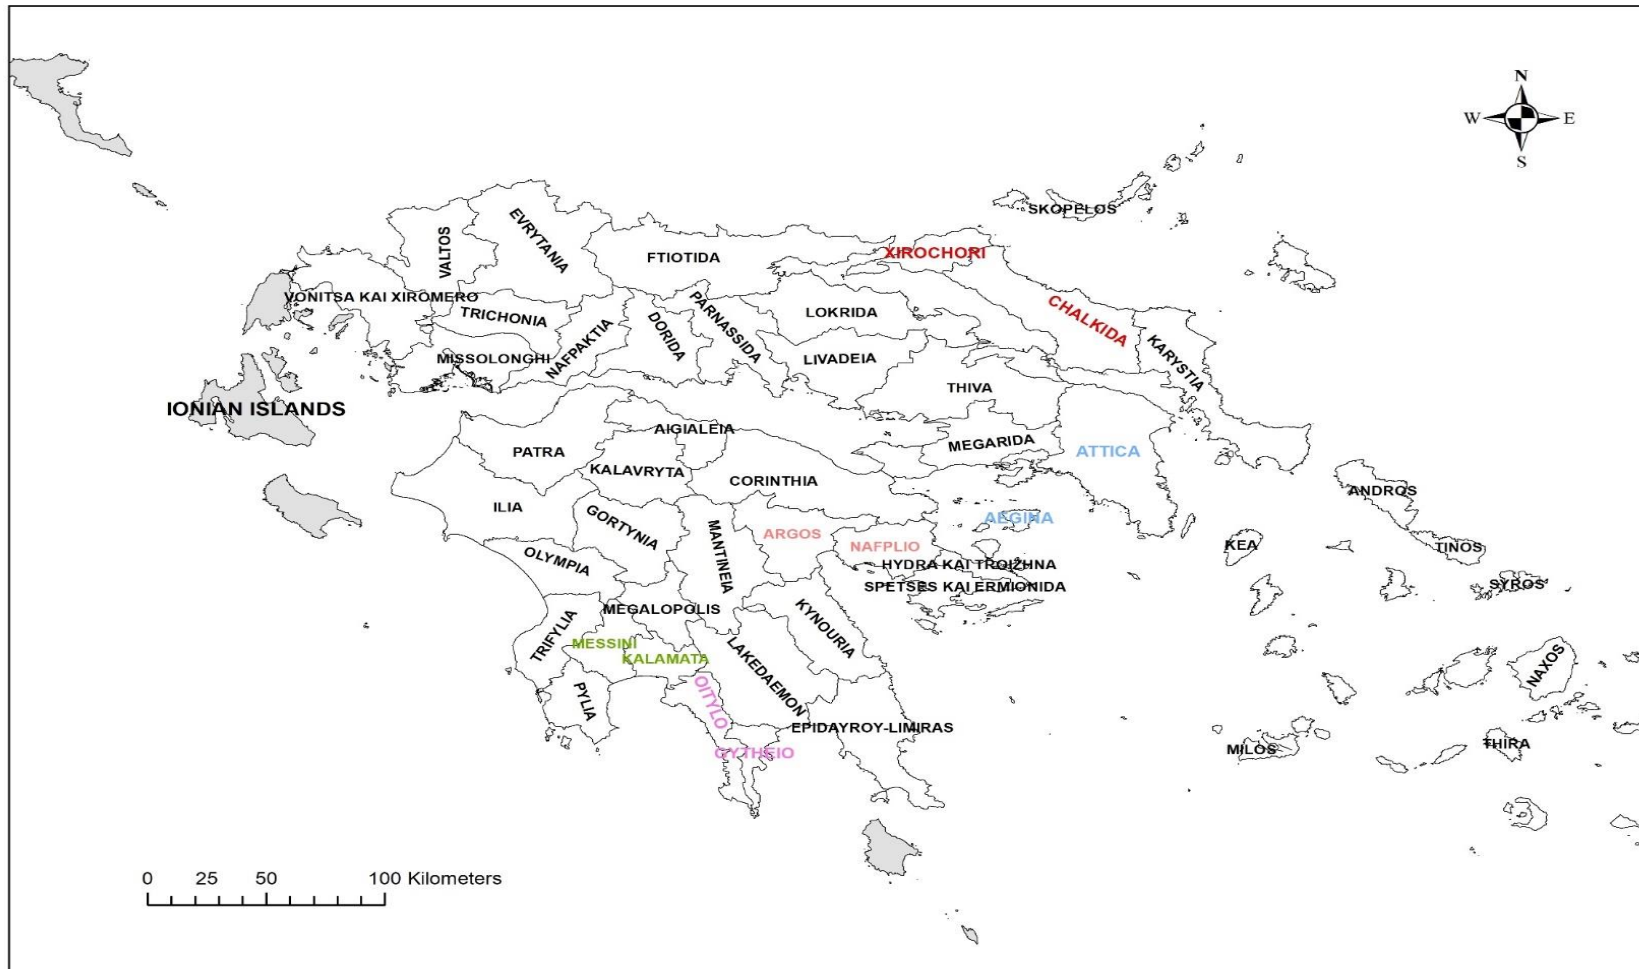 N
W E
S
SKOPELOS
EVRYTANIA
VALTOS
FTIOTIDA
XIROCHORI
VONITSA KAI XIROMERO
TRICHONIA
NAFPAKTIA
DORIDA
PARNASSIDA
LOKRIDA
CHALKIDA
KARYSTIA
MISSOLONGHI
LIVADEIA
THIVA
IONIAN ISLANDS
AIGIALEIA
PATRA
KALAVRYTA
CORINTHIA
MEGARIDA
ATTICA
ANDROS
ILIA
GORTYNIA
MANTINEIA
ARGOS
NAFPLIO
AEGINA
KEA
TINOS
OLYMPIA
HYDRA KAI TROIZHNA
SPETSES KAI ERMIONIDA
SYROS
MEGALOPOLIS
TRIFYLIA
MESSINI
KALAMATA
LAKEDAEMON
KYNOURIA
NAXOS
PYLIA
OITYLO
EPIDAYROY-LIMIRAS
GYTHEIO
MILOS
THIRA
0 25 50 100 Kilometers